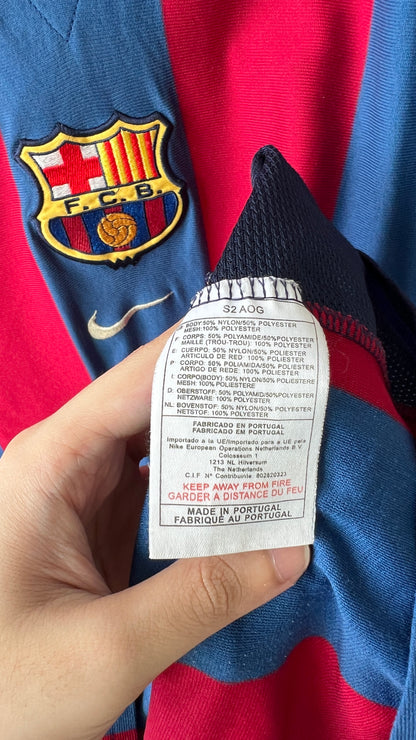 F. C. B.
S2 AOG
A: BODY:50% NYLON/50% POLYESTER
MESH:100% POLYESTER
F: CORPS:50% POLYAMIDE/50%POLYESTER
MAILLE (TROU-TROU): 100% POLYESTER
E: CUERPO:50% NYLON/50% POLIESTER
ARTICULO DE RED:100% POLIESTER
P: CORPO:50% POLIAMIDA/50% POLIESTER
ARTIGO DE REDE: 100% POLIESTER
I: CORPO(BODY):50% NYLON/50% POLIESTERE
MESH:100% POLIESTERE
D: OBERSTOFF:50% POLYAMID/50% POLYESTER
NETZWARE:100% POLYESTER
NL: BOVENSTOF:50% NYLON/50% POLYESTER
NETSTOF:100% POLYESTER
FABRICADO EN PORTUGAL
FABRICADO EM PORTUGAL
Importado a la UE/Importado para a UE pela
Nike European Operations Netherlands B.V.
Colosseum 1
1213 NL Hilversum
The Netherlands
C.I.F N° Contribuinte: 802820323
KEEP AWAY FROM FIRE
GARDER A DISTANCE DU FEU
MADE IN PORTUGAL
FABRIQUÉ AU PORTUGAL